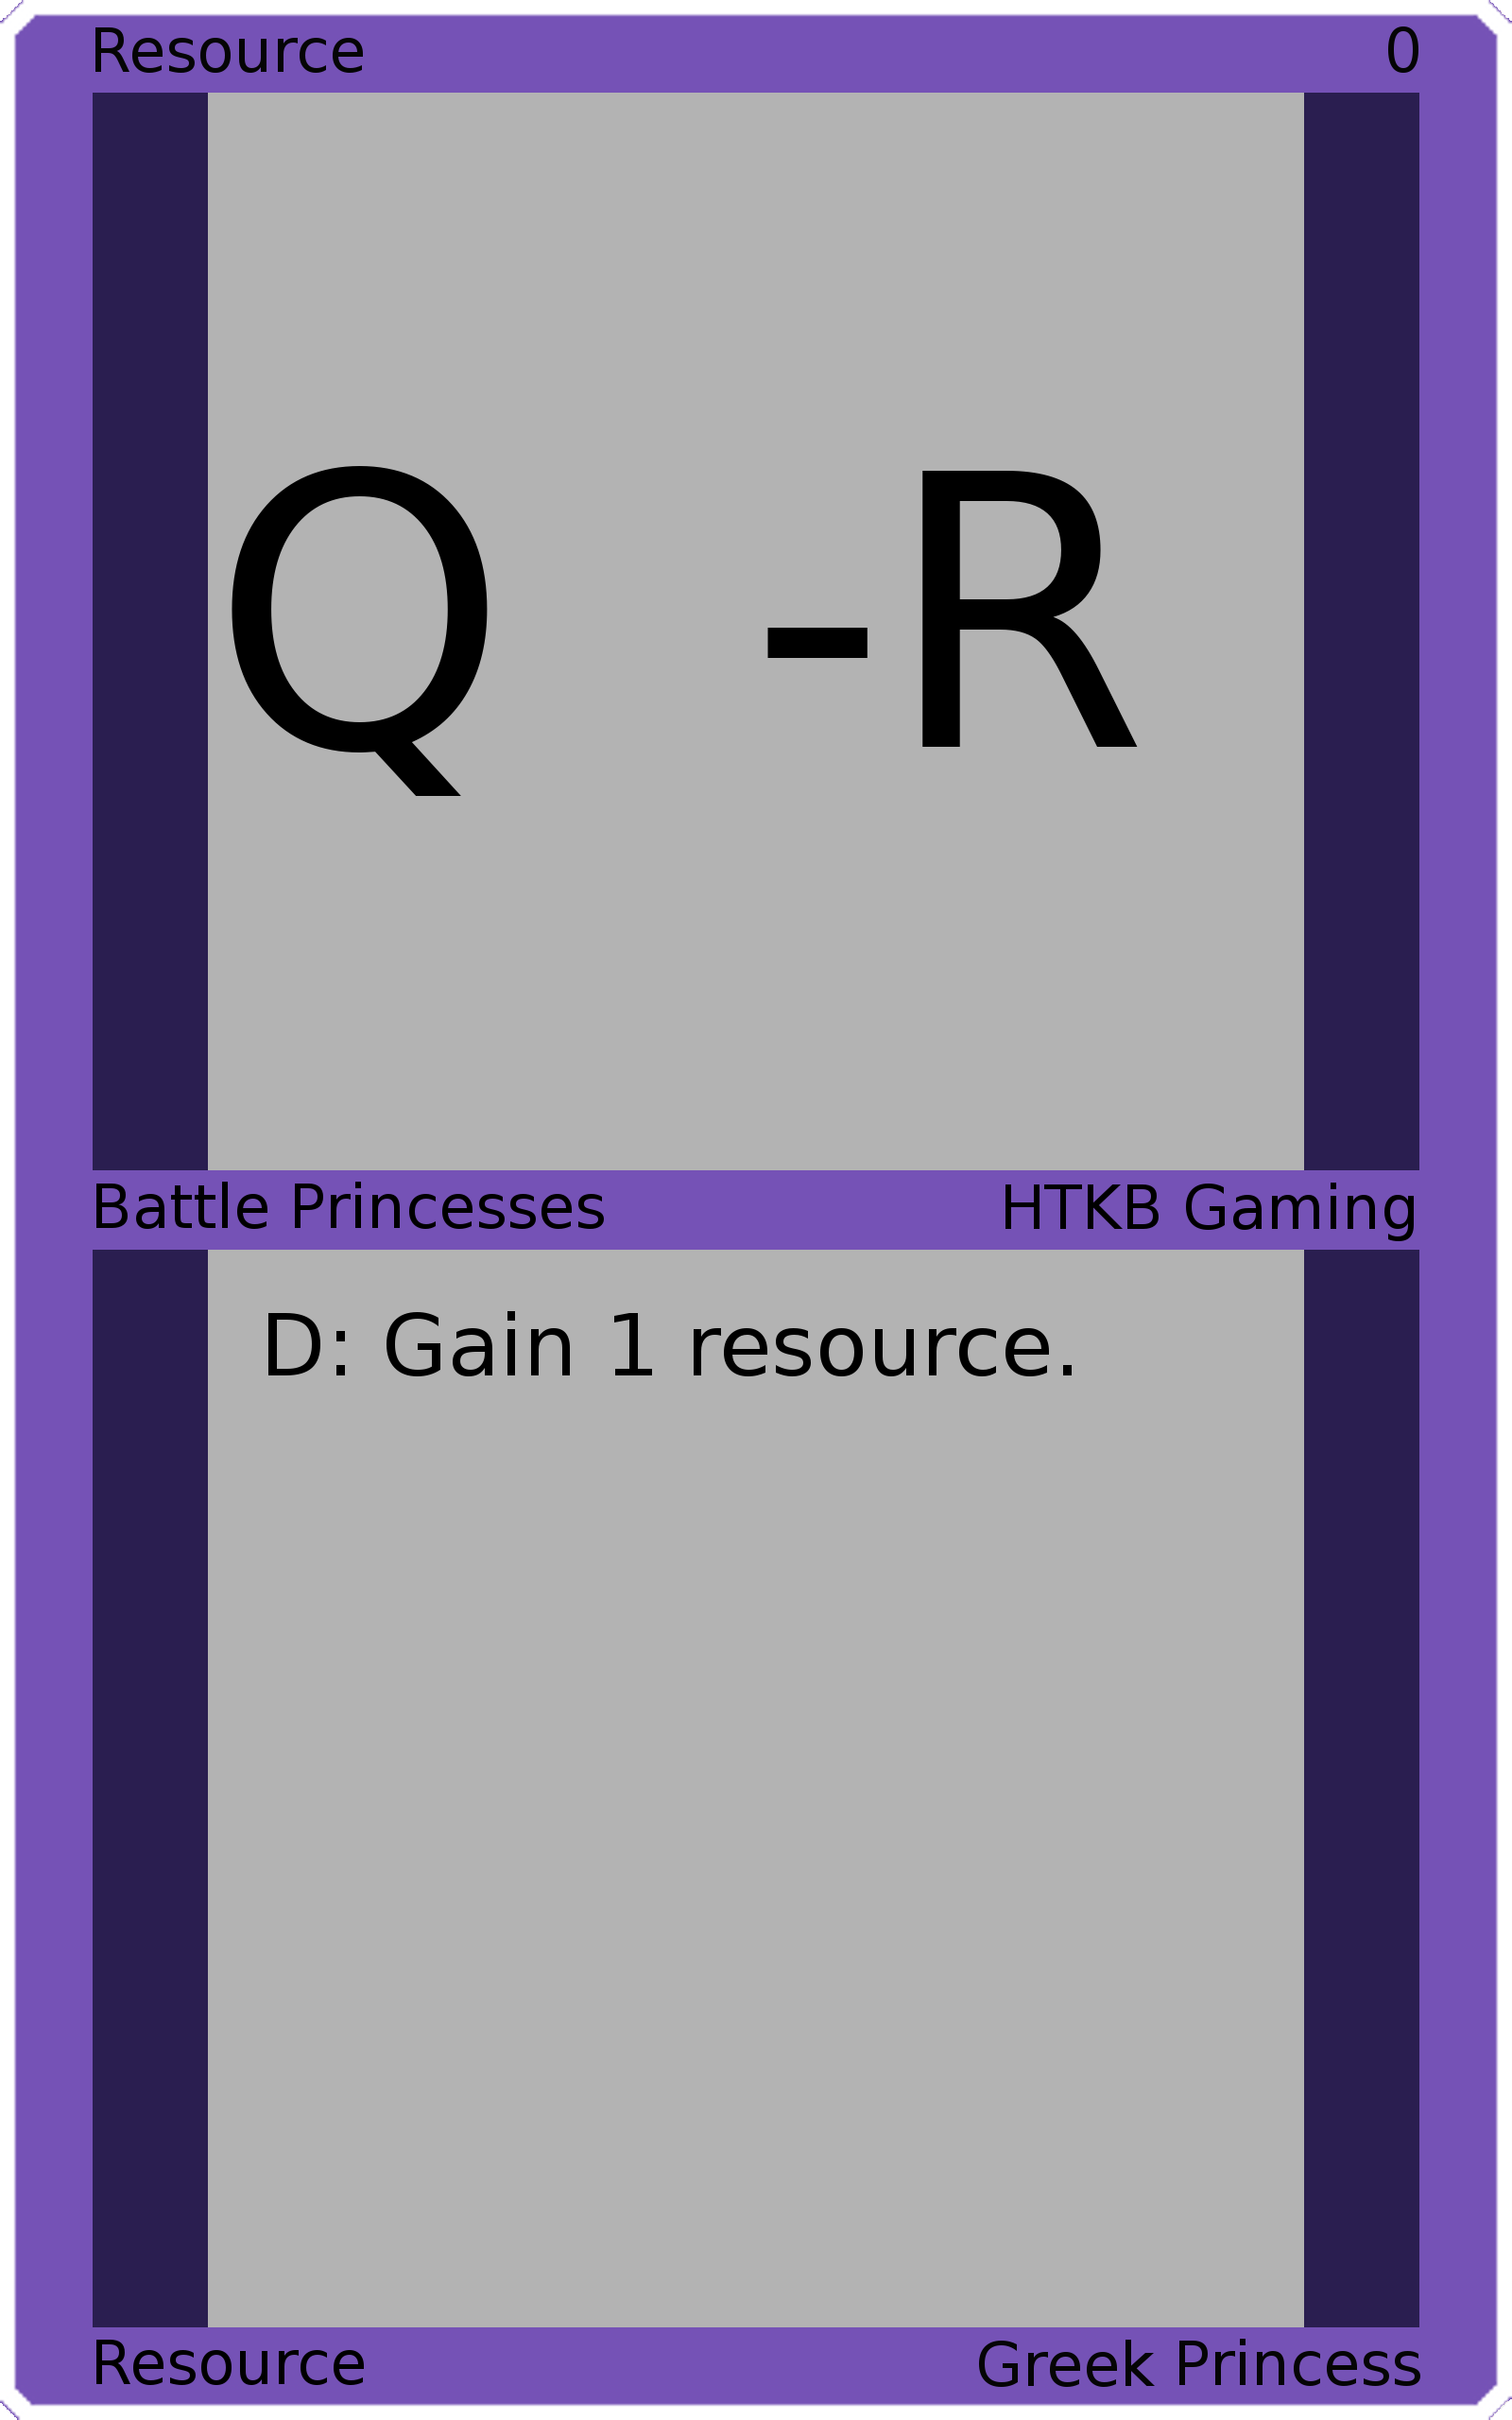 Resource 0
Q -R
Battle Princesses HTKB Gaming
D: Gain 1 resource.
Resource Greek Princess